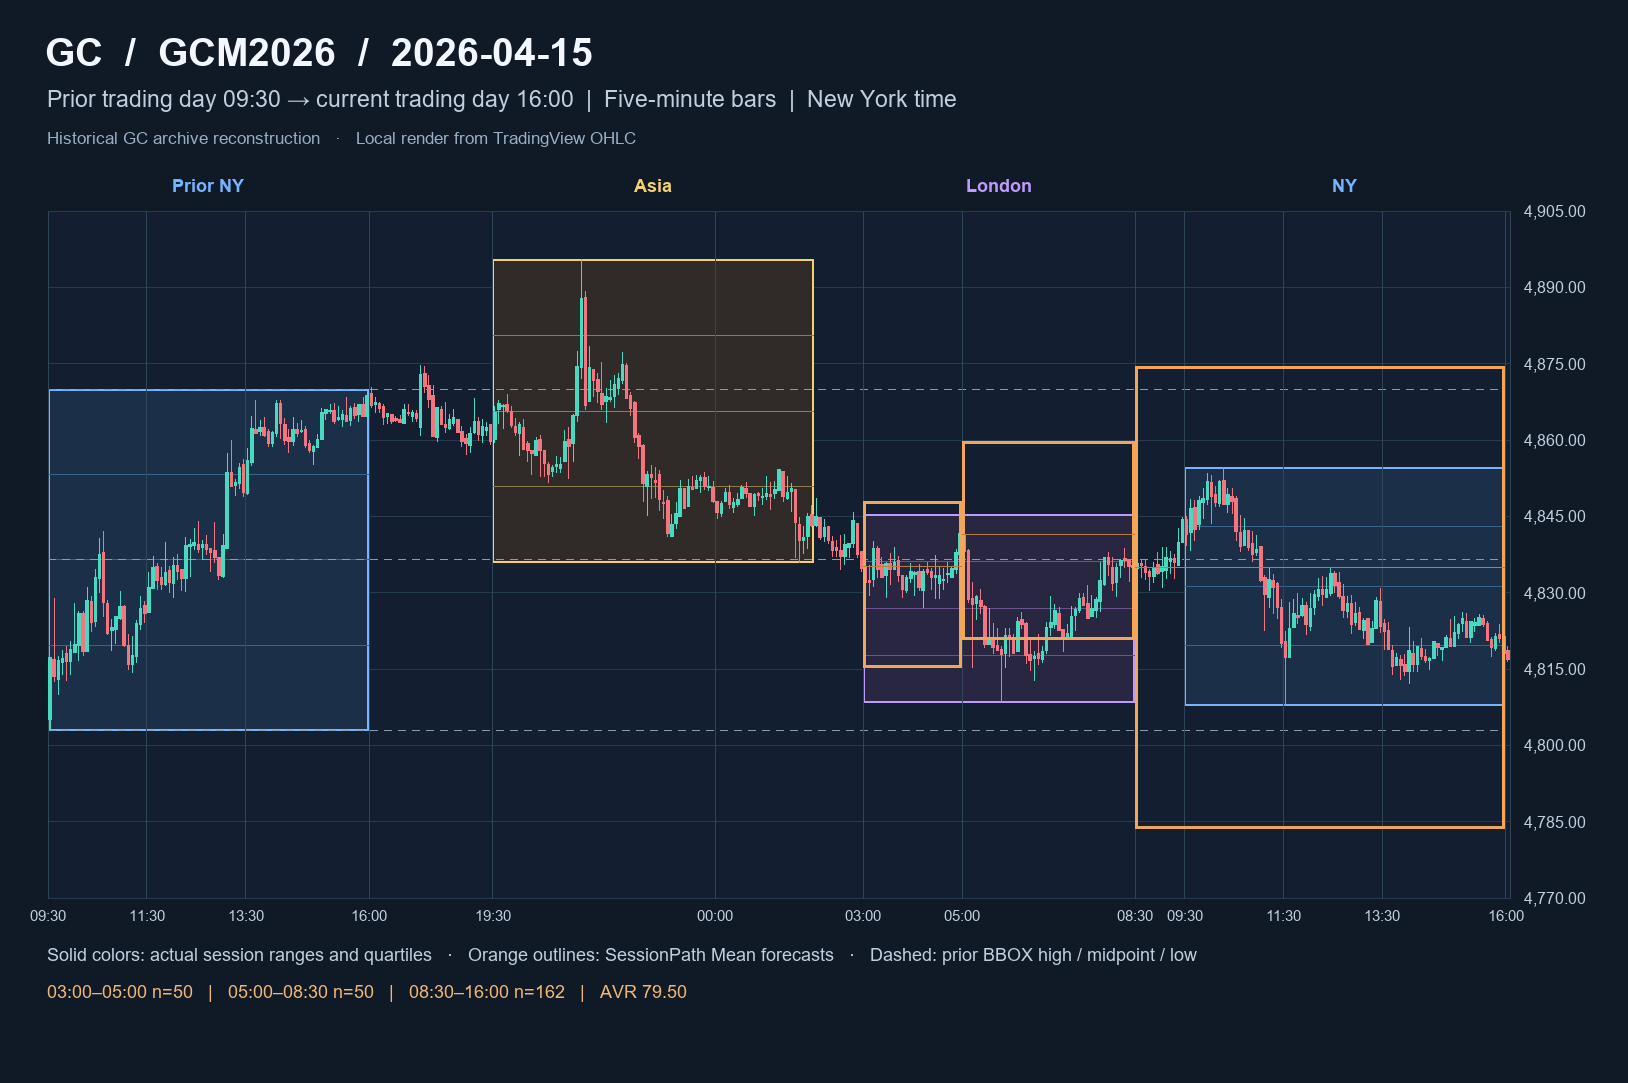 GC / GCM2026 / 2026-04-15
Prior trading day 09:30 → current trading day 16:00 | Five-minute bars | New York time
Historical GC archive reconstruction · Local render from TradingView OHLC
Prior NY Asia London NY
4,905.00
4,890.00
4,875.00
4,860.00
4,845.00
4,830.00
4,815.00
4,800.00
4,785.00
4,770.00
09:30 11:30 13:30 16:00 19:30 00:00 03:00 05:00 08:30 09:30 11:30 13:30 16:00
Solid colors: actual session ranges and quartiles · Orange outlines: SessionPath Mean forecasts · Dashed: prior BBOX high / midpoint / low
03:00–05:00 n=50 | 05:00–08:30 n=50 | 08:30–16:00 n=162 | AVR 79.50